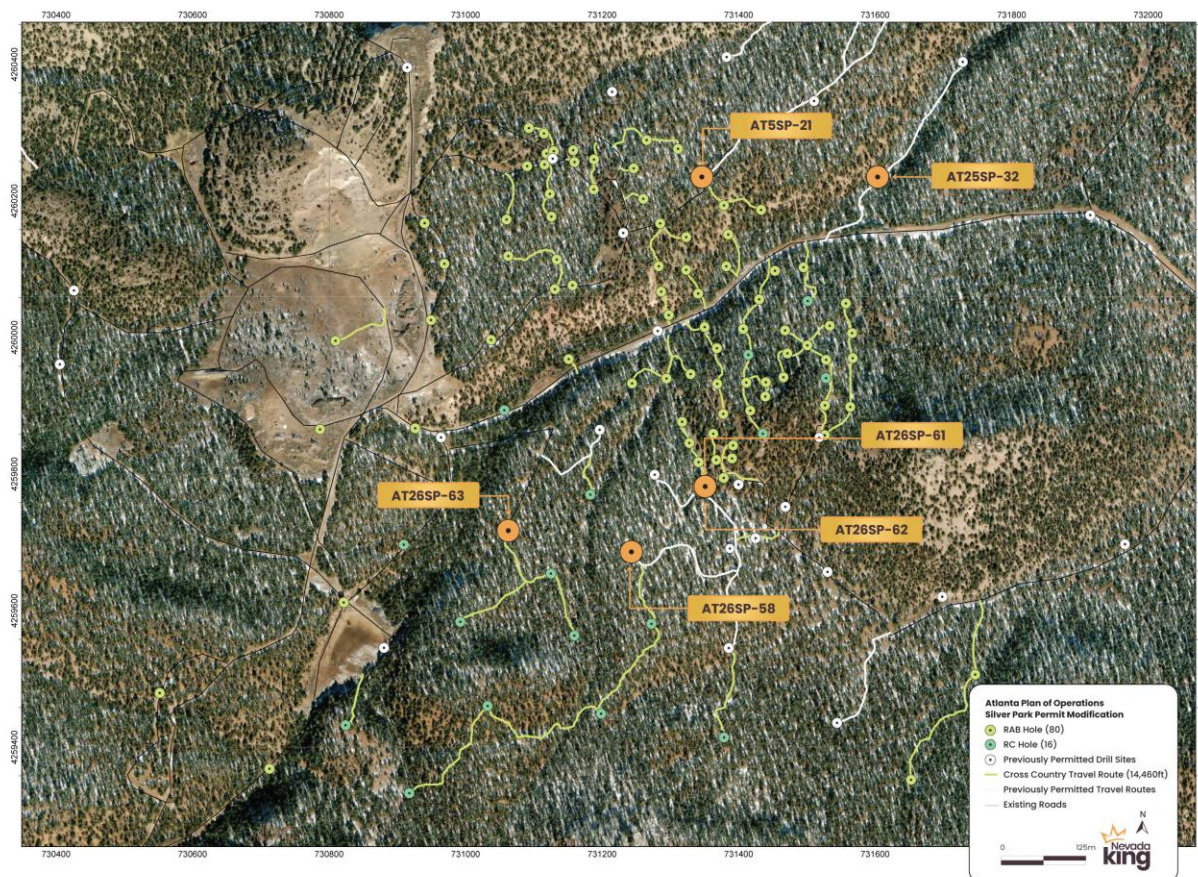 730400 730600 730800 731000 731200 731400 731600 731800 732000
4260400
4260200
4260000
4259800
4259600
4259400
AT5SP-21
AT25SP-32
AT26SP-61
AT26SP-63
AT26SP-62
AT26SP-58
Atlanta Plan of Operations
Silver Park Permit Modification
RAB Hole (80)
RC Hole (16)
Previously Permitted Drill Sites
Cross Country Travel Route (14,460ft)
Previously Permitted Travel Routes
Existing Roads
N
0 125m
Nevada
king
730400 730600 730800 731000 731200 731400 731600